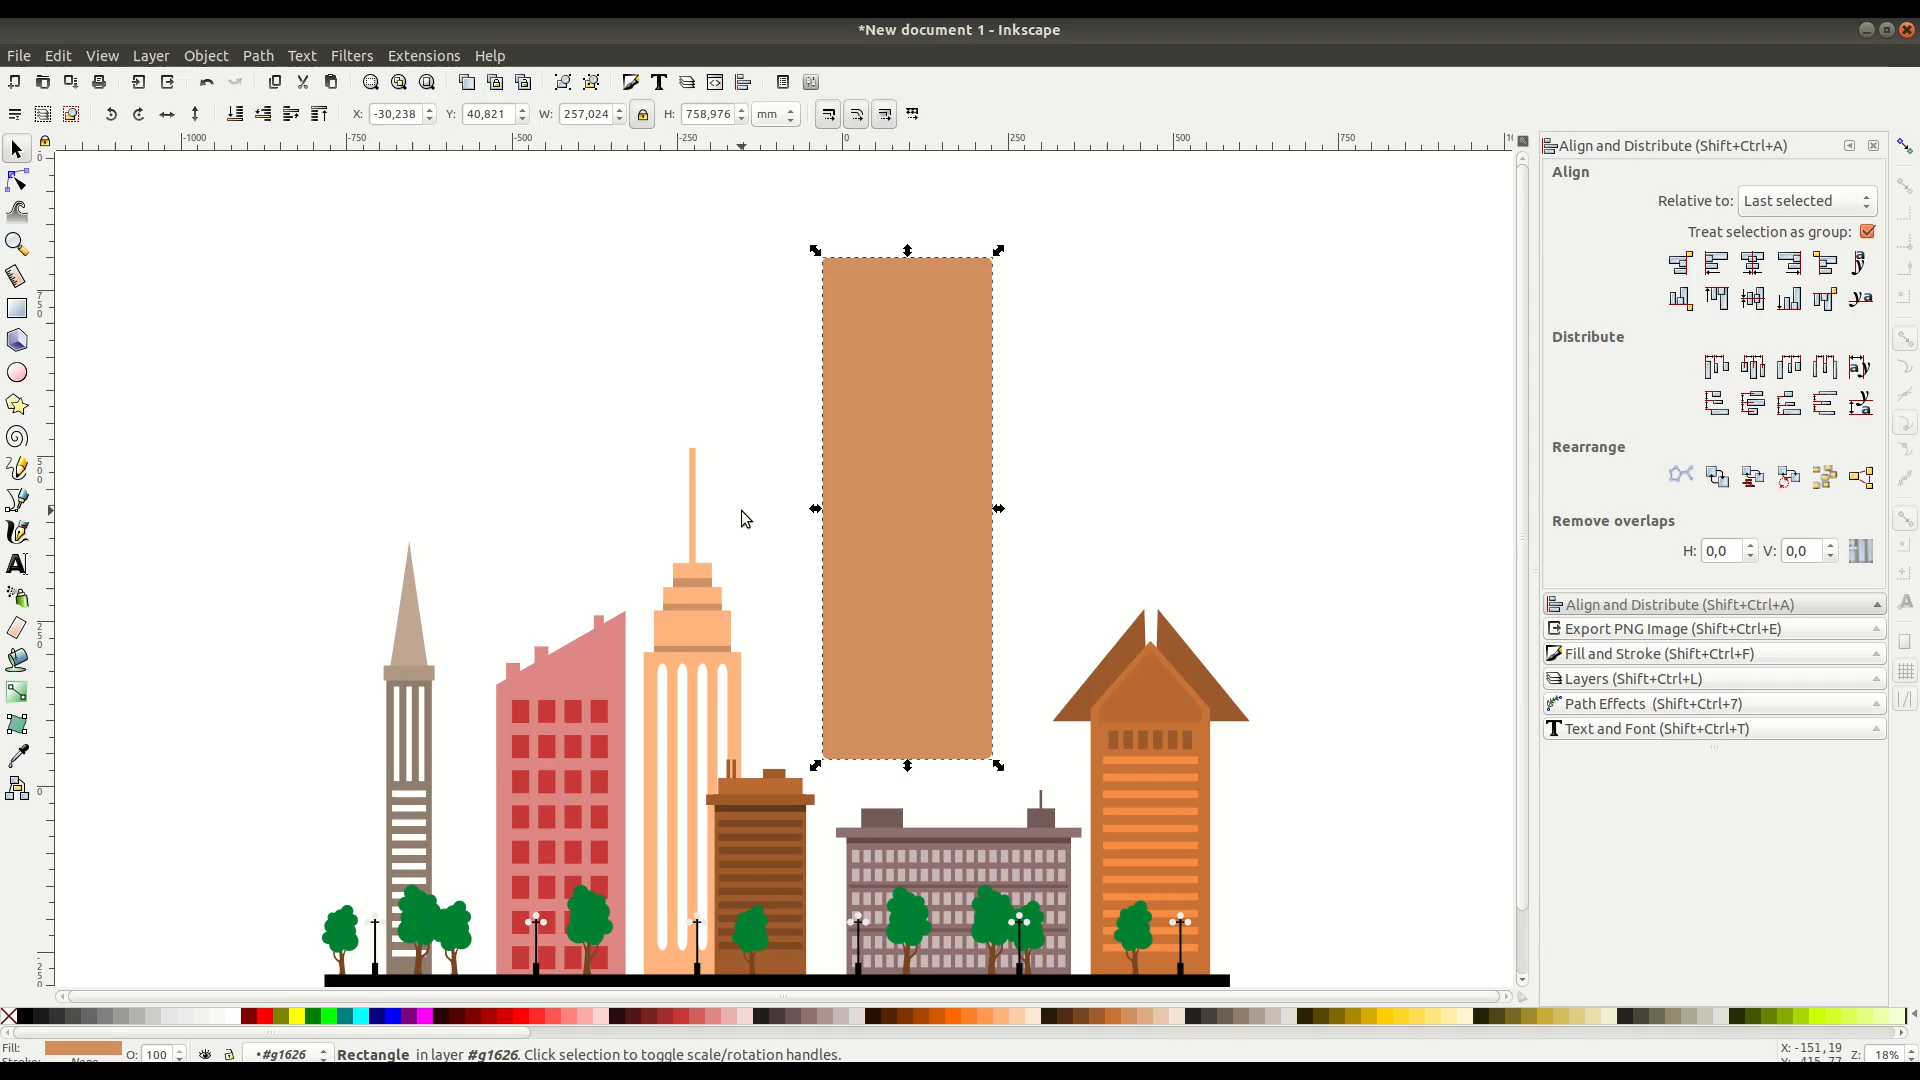 *New document 1 - Inkscape
File Edit View Layer Object Path Text Filters Extensions Help
X: -30,238 Y: 40,821 W: 257,024 H: 758,976 mm
-1000 -750 -500 -250 0 250 500 750
Align and Distribute (Shift+Ctrl+A)
Align
Relative to: Last selected
Treat selection as group:
Distribute
Rearrange
Remove overlaps
H: 0,0 V: 0,0
Align and Distribute (Shift+Ctrl+A)
Export PNG Image (Shift+Ctrl+E)
Fill and Stroke (Shift+Ctrl+F)
Layers (Shift+Ctrl+L)
Path Effects (Shift+Ctrl+7)
Text and Font (Shift+Ctrl+T)
Fill:
O: 100 •#g1626 Rectangle in layer #g1626. Click selection to toggle scale/rotation handles.
X: -151,19
Z: 18%